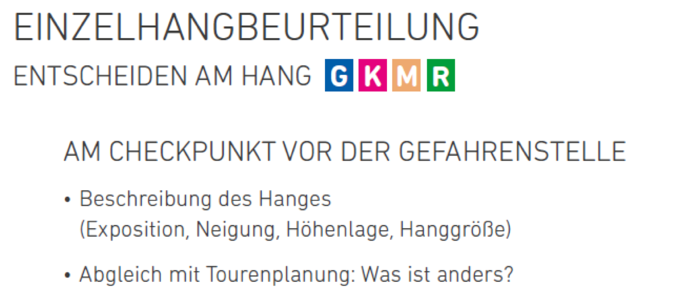 EINZELHANGBEURTEILUNG
ENTSCHEIDEN AM HANG G K M R
AM CHECKPUNKT VOR DER GEFAHRENSTELLE
• Beschreibung des Hanges
(Exposition, Neigung, Höhenlage, Hanggröße)
• Abgleich mit Tourenplanung: Was ist anders?